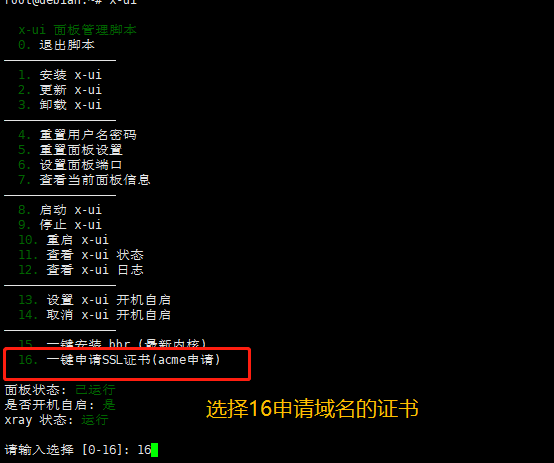 root@debian:~# x-ui
x-ui 面板管理脚本
0. 退出脚本
1. 安装 x-ui
2. 更新 x-ui
3. 卸载 x-ui
4. 重置用户名密码
5. 重置面板设置
6. 设置面板端口
7. 查看当前面板信息
8. 启动 x-ui
9. 停止 x-ui
10. 重启 x-ui
11. 查看 x-ui 状态
12. 查看 x-ui 日志
13. 设置 x-ui 开机自启
14. 取消 x-ui 开机自启
15. 一键安装 bbr (最新内核)
16. 一键申请SSL证书(acme申请)
面板状态: 已运行
是否开机自启: 是
xray 状态: 运行
选择16申请域名的证书
请输入选择 [0-16]: 16